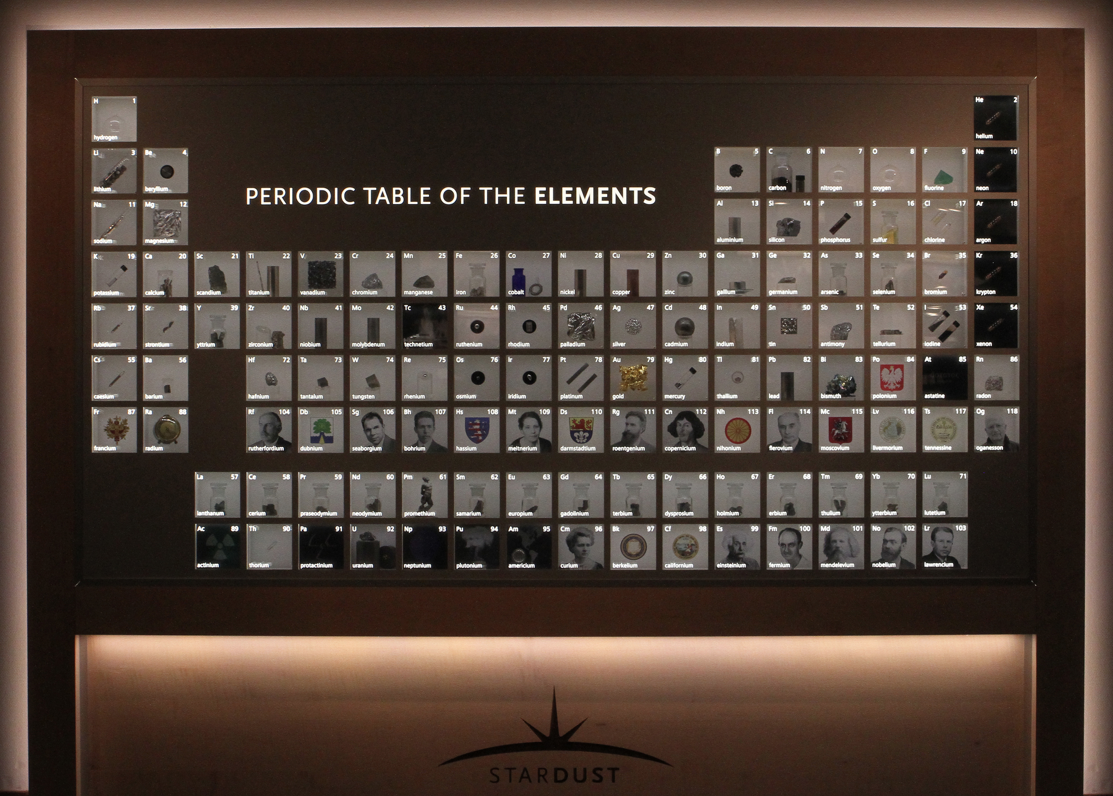 H 1 He 2
hydrogen helium
Li 3 Be 4 B 5 C 6 N 7 O 8 F 9 Ne 10
lithium beryllium boron carbon nitrogen oxygen fluorine neon
PERIODIC TABLE OF THE ELEMENTS
Na 11 Mg 12 Al 13 Si 14 P 15 S 16 Cl 17 Ar 18
sodium magnesium aluminium silicon phosphorus sulfur chlorine argon
K 19 Ca 20 Sc 21 Ti 22 V 23 Cr 24 Mn 25 Fe 26 Co 27 Ni 28 Cu 29 Zn 30 Ga 31 Ge 32 As 33 Se 34 Br 35 Kr 36
potassium calcium scandium titanium vanadium chromium manganese iron cobalt nickel copper zinc gallium germanium arsenic selenium bromium krypton
Rb 37 Sr 38 Y 39 Zr 40 Nb 41 Mo 42 Tc 43 Ru 44 Rh 45 Pd 46 Ag 47 Cd 48 In 49 Sn 50 Sb 51 Te 52 I 53 Xe 54
rubidium strontium yttrium zirconium niobium molybdenum technetium ruthenium rhodium palladium silver cadmium indium tin antimony tellurium iodine xenon
Cs 55 Ba 56 Hf 72 Ta 73 W 74 Re 75 Os 76 Ir 77 Pt 78 Au 79 Hg 80 Tl 81 Pb 82 Bi 83 Po 84 At 85 Rn 86
caesium barium hafnium tantalum tungsten rhenium osmium iridium platinum gold mercury thallium lead bismuth polonium astatine radon
Fr 87 Ra 88 Rf 104 Db 105 Sg 106 Bh 107 Hs 108 Mt 109 Ds 110 Rg 111 Cn 112 Nh 113 Fl 114 Mc 115 Lv 116 Ts 117 Og 118
francium radium rutherfordium dubnium seaborgium bohrium hassium meitnerium darmstadtium roentgenium copernicium nihonium flerovium moscovium livermorium tennessine oganesson
La 57 Ce 58 Pr 59 Nd 60 Pm 61 Sm 62 Eu 63 Gd 64 Tb 65 Dy 66 Ho 67 Er 68 Tm 69 Yb 70 Lu 71
lanthanum cerium praseodymium neodymium promethium samarium europium gadolinium terbium dysprosium holmium erbium thulium ytterbium lutetium
Ac 89 Th 90 Pa 91 U 92 Np 93 Pu 94 Am 95 Cm 96 Bk 97 Cf 98 Es 99 Fm 100 Md 101 No 102 Lr 103
actinium thorium protactinium uranium neptunium plutonium americium curium berkelium californium einsteinium fermium mendelevium nobelium lawrencium
STARDUST